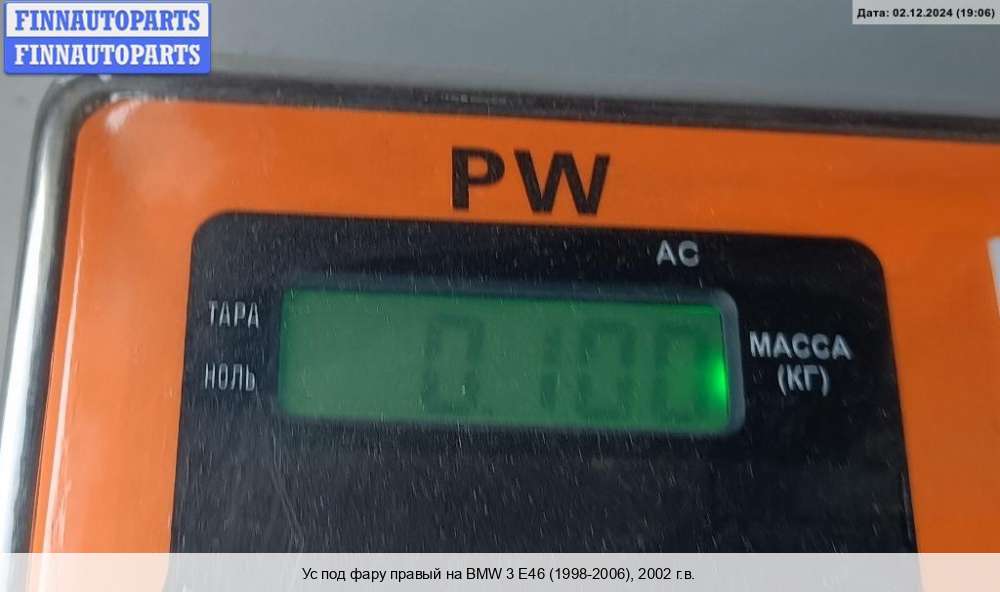 FINNAUTOPARTS
FINNAUTOPARTS
Дата: 02.12.2024 (19:06)
PW
AC
ТАРА
НОЛЬ
0.100
МАССА
(КГ)
Ус под фару правый на BMW 3 E46 (1998-2006), 2002 г.в.